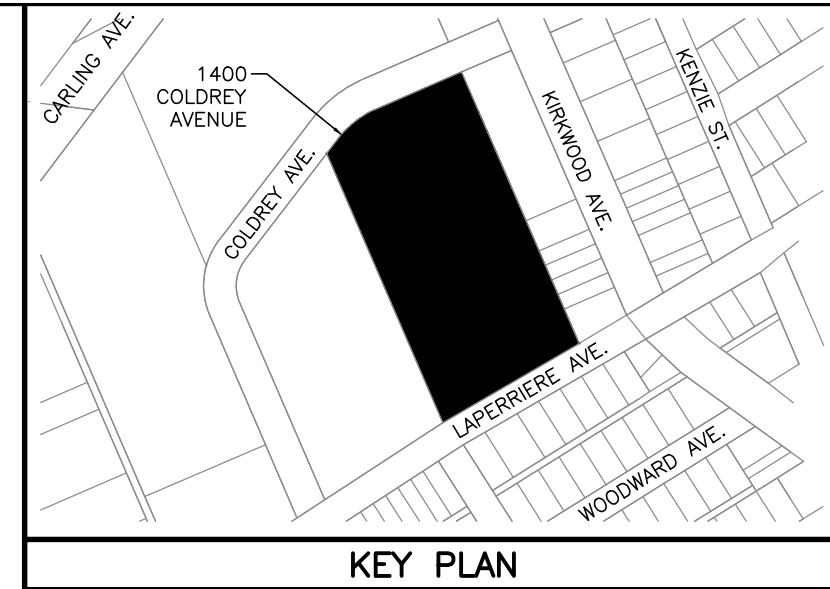 CARLING AVE.
1400
COLDREY
AVENUE
COLDREY AVE.
KIRKWOOD AVE.
KENZIE ST.
LAPERRIERE AVE.
WOODWARD AVE.
KEY PLAN